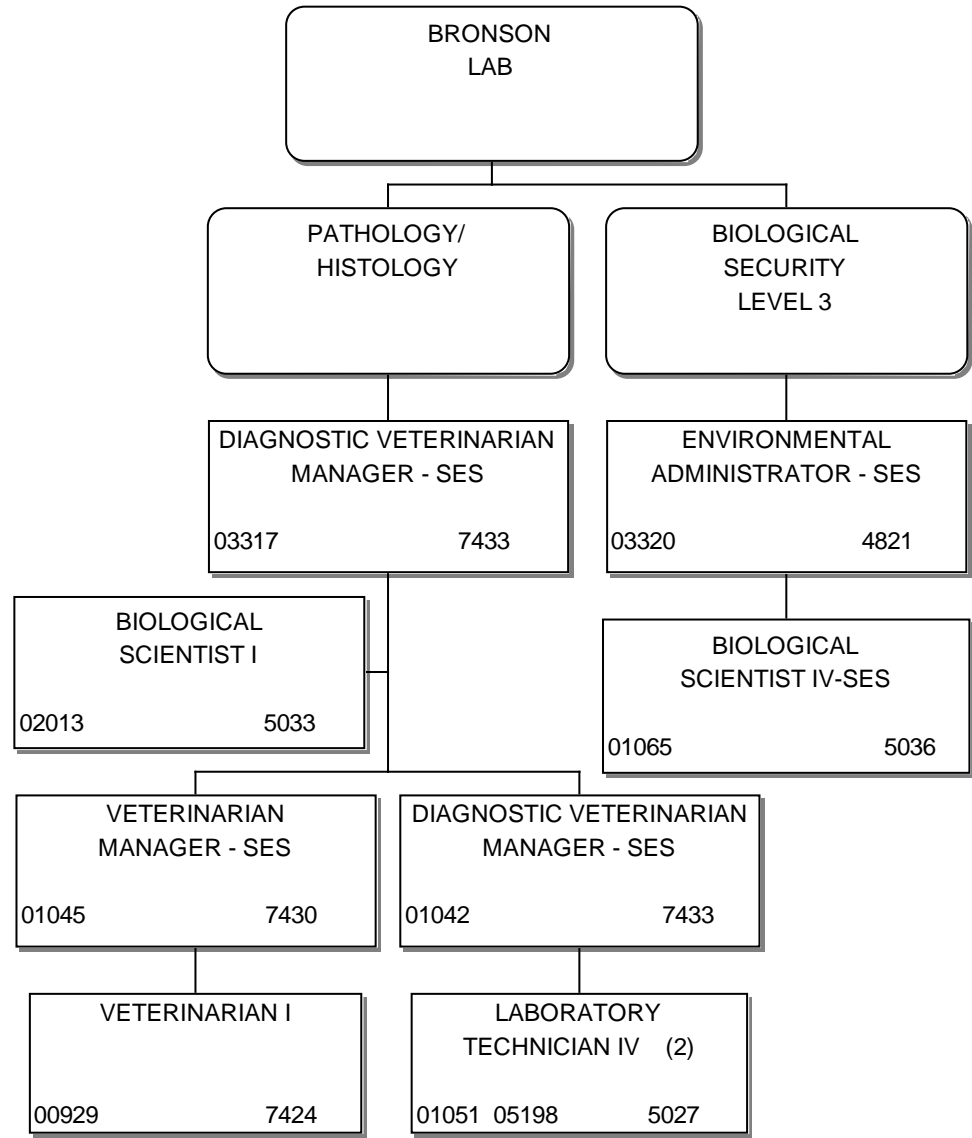 BRONSON
LAB
PATHOLOGY/
HISTOLOGY
BIOLOGICAL
SECURITY
LEVEL 3
DIAGNOSTIC VETERINARIAN
MANAGER - SES
03317 7433
ENVIRONMENTAL
ADMINISTRATOR - SES
03320 4821
BIOLOGICAL
SCIENTIST I
02013 5033
BIOLOGICAL
SCIENTIST IV-SES
01065 5036
VETERINARIAN
MANAGER - SES
01045 7430
DIAGNOSTIC VETERINARIAN
MANAGER - SES
01042 7433
VETERINARIAN I
00929 7424
LABORATORY
TECHNICIAN IV (2)
01051 05198 5027